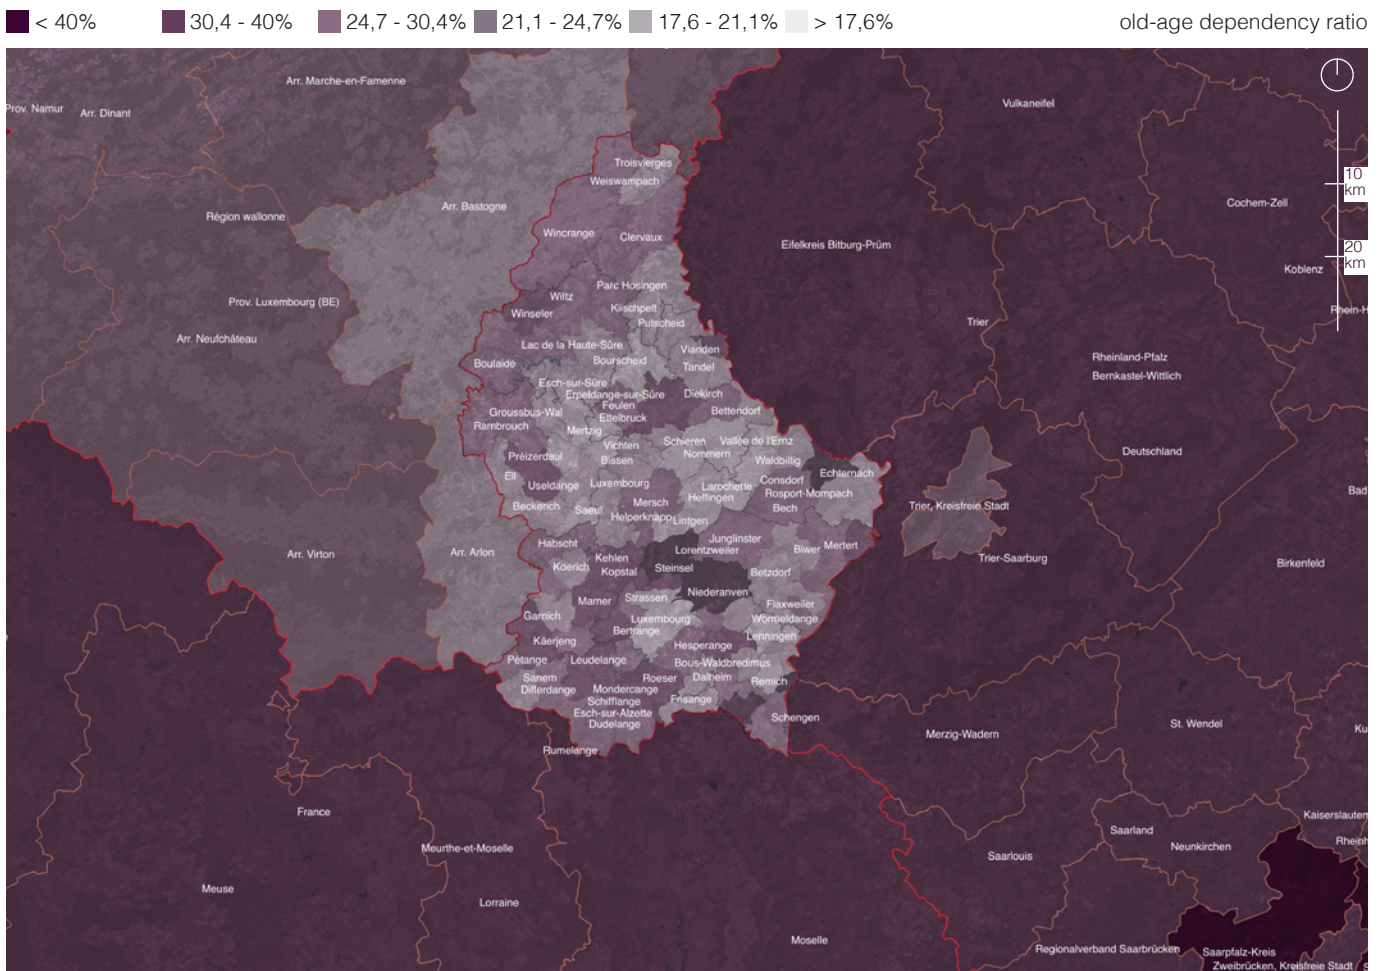 < 40%
30,4 - 40%
24,7 - 30,4%
21,1 - 24,7%
17,6 - 21,1%
> 17,6%
old-age dependency ratio
Arr. Marche-en-Famenne
Prov. Namur
Arr. Dinant
Vulkaneifel
Troisvierges
Weiswampach
10
km
Arr. Bastogne
Région wallonne
Cochem-Zell
Wincrange
Clervaux
Eifelkreis Bitburg-Prüm
20
km
Koblenz
Parc Hosingen
Wiltz
Prov. Luxembourg (BE)
Kiischpelt
Winseler
Rhein-H
Putscheid
Trier
Arr. Neufchâteau
Lac de la Haute-Sûre
Vianden
Bourscheid
Rheinland-Pfalz
Boulaide
Tandel
Bernkastel-Wittlich
Esch-sur-Sûre
Erpeldange-sur-Sûre
Diekirch
Feulen
Groussbus-Wal
Bettendorf
Ettelbruck
Rambrouch
Mertzig
Schieren
Vallée de l'Ernz
Vichten
Nommern
Deutschland
Préizerdaul
Bissen
Waldbillig
Ell
Echternach
Useldange
Luxembourg
Consdorf
Larochette
Bad
Rosport-Mompach
Heffingen
Beckerich
Mersch
Saeul
Bech
Trier, Kreisfreie Stadt
Helperknapp
Lintgen
Habscht
Junglinster
Lorentzweiler
Biwer
Mertert
Arr. Virton
Arr. Arlon
Kehlen
Trier-Saarburg
Koerich
Kopstal
Steinsel
Betzdorf
Birkenfeld
Niederanven
Mamer
Strassen
Flaxweiler
Garnich
Luxembourg
Wormeldange
Bertrange
Lenningen
Käerjeng
Hesperange
Pétange
Leudelange
Bous-Waldbredimus
Sanem
Roeser
Dalheim
Remich
Differdange
Mondercange
Schifflange
Frisange
Esch-sur-Alzette
Schengen
Dudelange
St. Wendel
Merzig-Wadern
Ku
Rumelange
France
Kaiserslautern
Saarland
Rheinh
Meurthe-et-Moselle
Neunkirchen
Saarlouis
Meuse
Lorraine
Moselle
Regionalverband Saarbrücken
Saarpfalz-Kreis
Zweibrücken, Kreisfreie Stadt